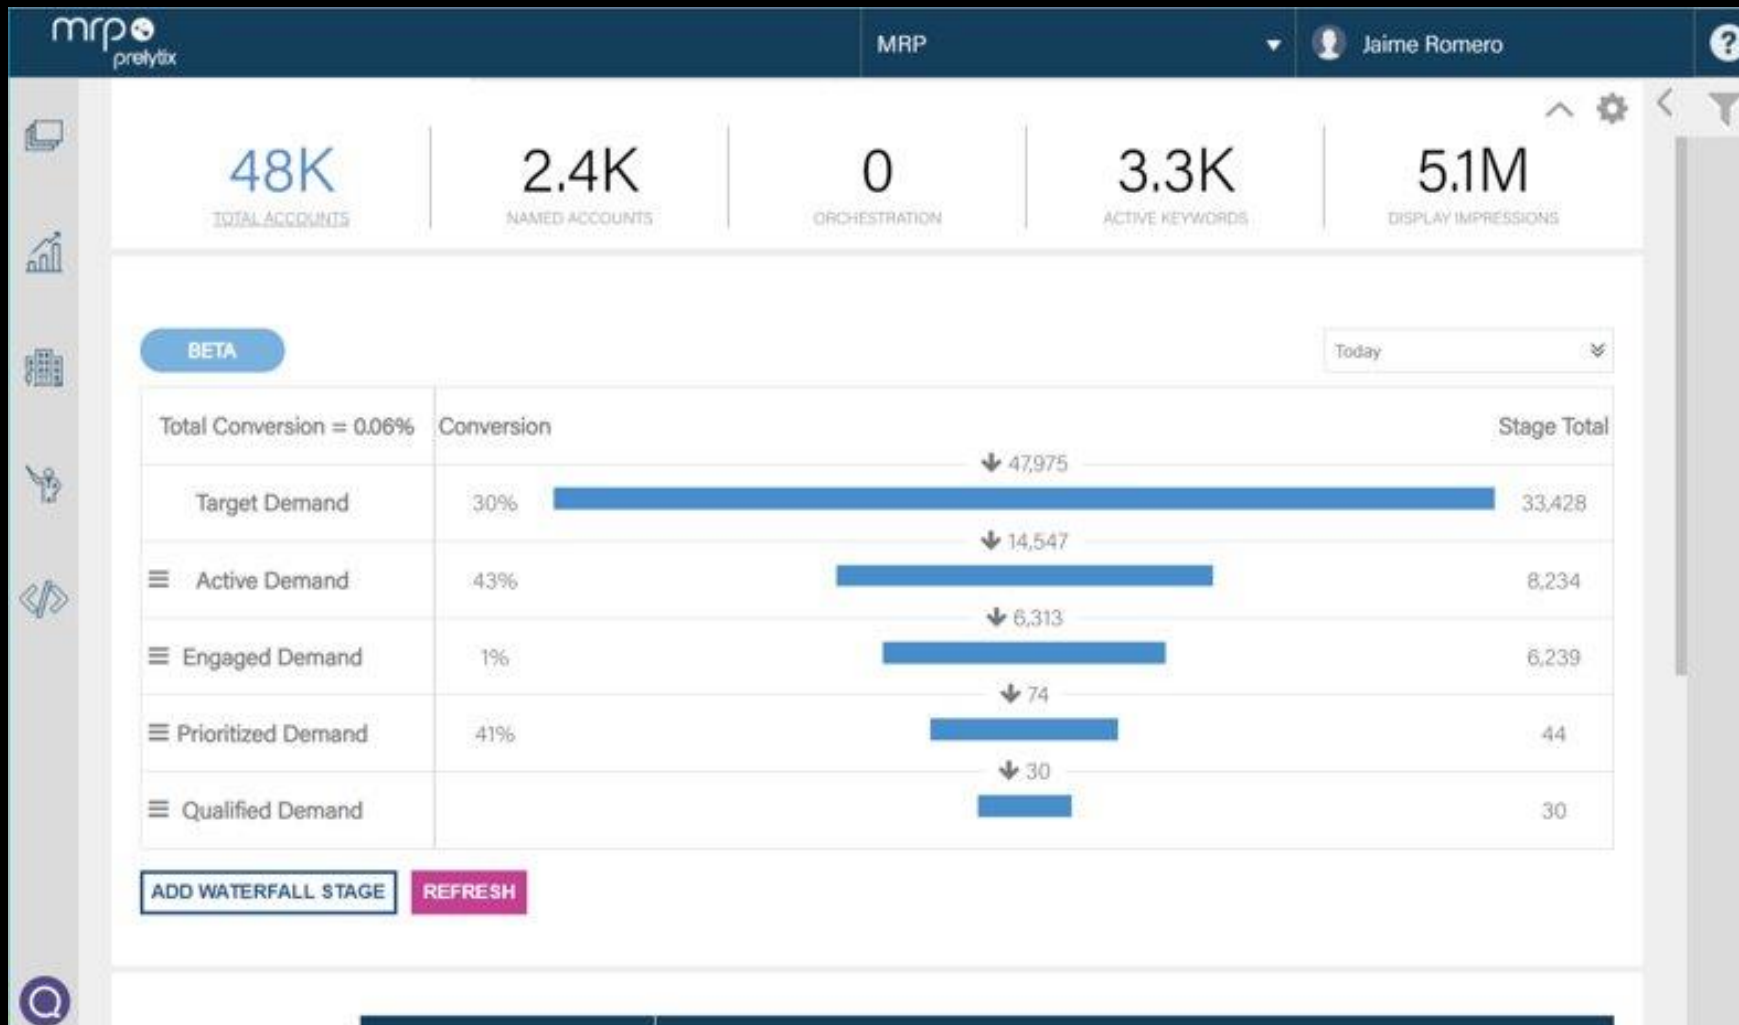 mrp
prelytix
MRP
Jaime Romero
?
48K
TOTAL ACCOUNTS
2.4K
NAMED ACCOUNTS
0
ORCHESTRATION
3.3K
ACTIVE KEYWORDS
5.1M
DISPLAY IMPRESSIONS
BETA
Today
Total Conversion = 0.06% Conversion Stage Total
47,975
Target Demand 30% 33,428
14,547
Active Demand 43% 8,234
6,313
Engaged Demand 1% 6,239
74
Prioritized Demand 41% 44
30
Qualified Demand 30
ADD WATERFALL STAGE REFRESH